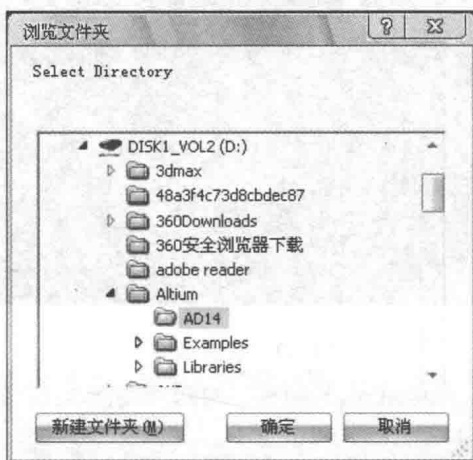 浏览文件夹
Select Directory
DISK1_VOL2 (D:)
3dmax
48a3f4c73d8cbdec87
360Downloads
360安全浏览器下载
adobe reader
Altium
AD14
Examples
Libraries
新建文件夹(M) 确定 取消